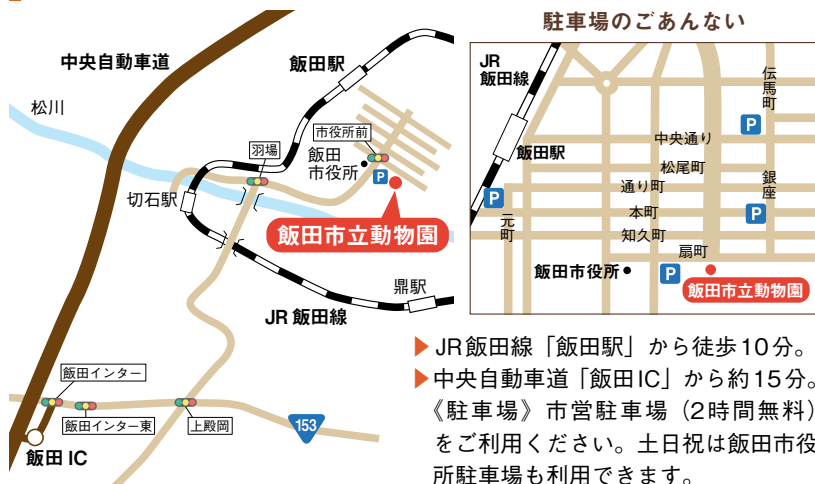 中央自動車道
飯田駅
松川
羽場
市役所前
飯田
市役所
P
切石駅
飯田市立動物園
鼎駅
JR 飯田線
飯田インター
飯田インター東
上殿岡
153
飯田 IC
駐車場のごあんない
JR
飯田線
伝馬町
P
中央通り
飯田駅
松尾町
銀座
通り町
P
元町
本町
P
知久町
扇町
飯田市役所
P
飯田市立動物園
▶JR飯田線「飯田駅」から徒歩10分。
▶中央自動車道「飯田IC」から約15分。
《駐車場》市営駐車場（2時間無料）
をご利用ください。土日祝は飯田市役
所駐車場も利用できます。